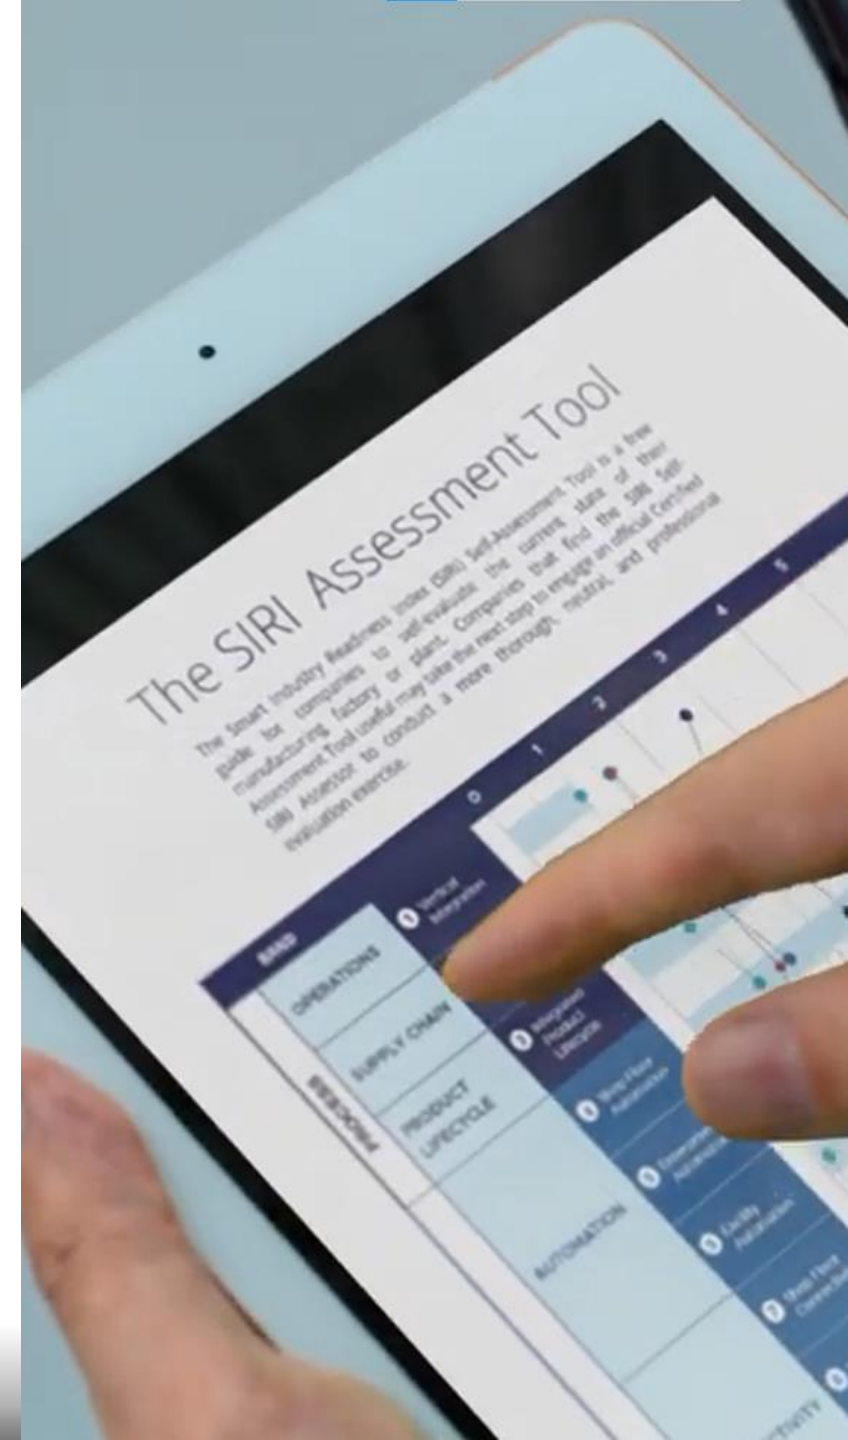 The SIRI Assessment Tool
The Smart Industry Readiness Index (SIRI) Self-Assessment Tool is a free
guide for companies to self-evaluate the current state of their
manufacturing factory or plant. Companies that find the SIRI Self-
Assessment Tool useful may take the next step to engage an official Certified
SIRI Assessor to conduct a more thorough, neutral, and professional
evaluation exercise.
0 1 2 3 4 5
BAND
PROCESS
OPERATIONS
Vertical
Integration
SUPPLY CHAIN
PRODUCT
LIFECYCLE
Integrated
Product
Lifecycle
AUTOMATION
Shop Floor
Automation
Facility
Automation
7 Shop Floor